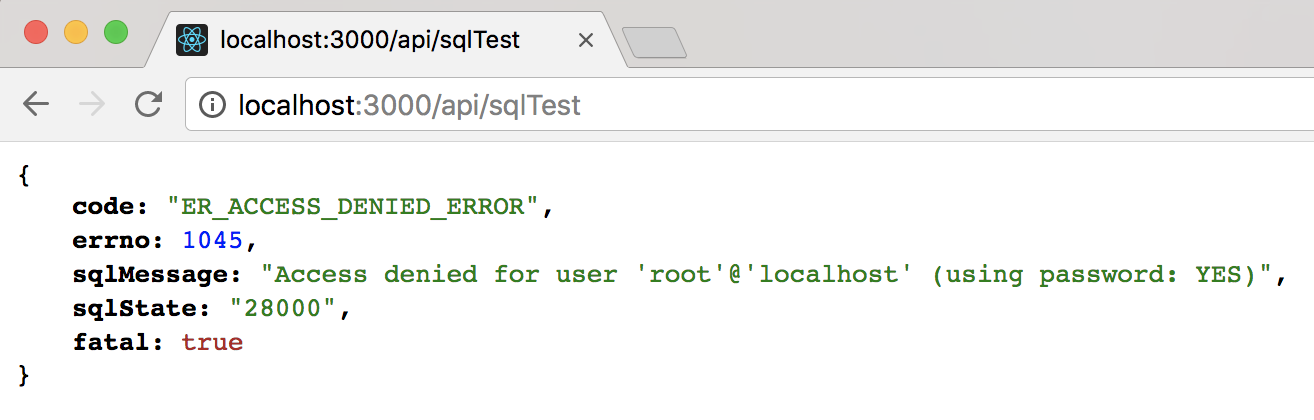 localhost:3000/api/sqlTest
localhost:3000/api/sqlTest
{
    code: "ER_ACCESS_DENIED_ERROR",
    errno: 1045,
    sqlMessage: "Access denied for user 'root'@'localhost' (using password: YES)",
    sqlState: "28000",
    fatal: true
}